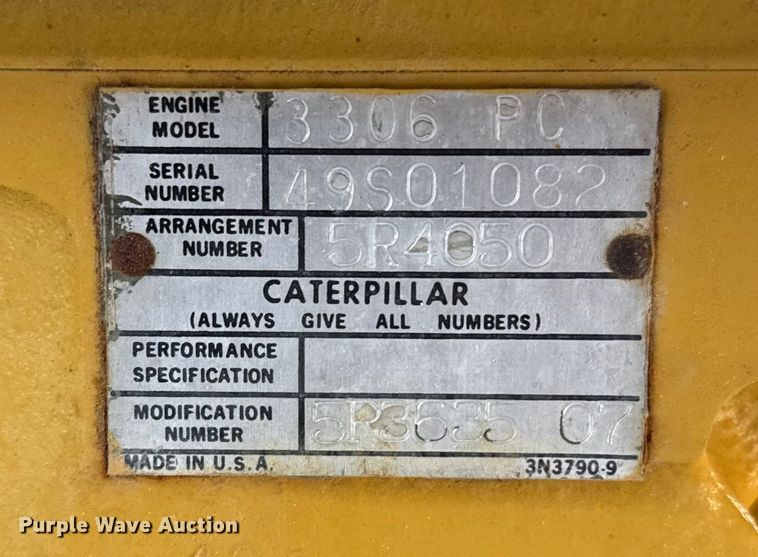 ENGINE MODEL 3306 PC
SERIAL NUMBER 49S01082
ARRANGEMENT NUMBER 5R4050
CATERPILLAR
(ALWAYS GIVE ALL NUMBERS)
PERFORMANCE SPECIFICATION
MODIFICATION NUMBER 5P3635 07
MADE IN U.S.A. 3N3790-9
Purple Wave Auction